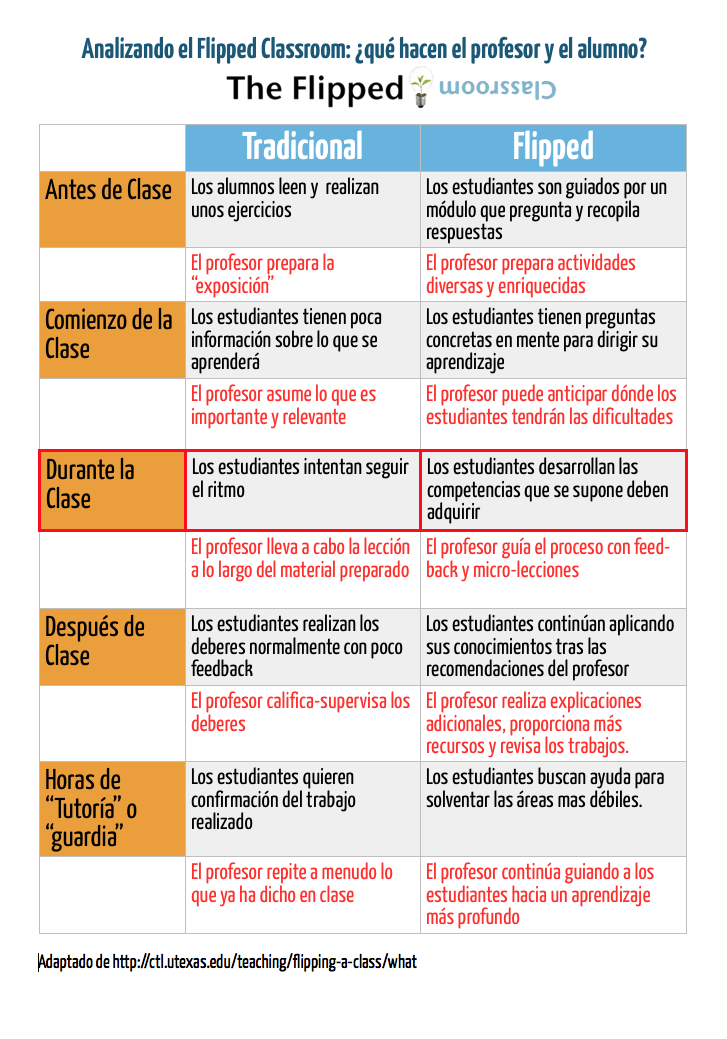 Analizando el Flipped Classroom: ¿qué hacen el profesor y el alumno?
The Flipped Classroom
Tradicional
Flipped
Antes de Clase
Los alumnos leen y realizan
unos ejercicios
Los estudiantes son guiados por un
módulo que pregunta y recopila
respuestas
El profesor prepara la
“exposición”
El profesor prepara actividades
diversas y enriquecidas
Comienzo de la
Clase
Los estudiantes tienen poca
información sobre lo que se
aprenderá
Los estudiantes tienen preguntas
concretas en mente para dirigir su
aprendizaje
El profesor asume lo que es
importante y relevante
El profesor puede anticipar dónde los
estudiantes tendrán las dificultades
Durante la
Clase
Los estudiantes intentan seguir
el ritmo
Los estudiantes desarrollan las
competencias que se supone deben
adquirir
El profesor lleva a cabo la lección
a lo largo del material preparado
El profesor guía el proceso con feed-
back y micro-lecciones
Después de
Clase
Los estudiantes realizan los
deberes normalmente con poco
feedback
Los estudiantes continúan aplicando
sus conocimientos tras las
recomendaciones del profesor
El profesor califica-supervisa los
deberes
El profesor realiza explicaciones
adicionales, proporciona más
recursos y revisa los trabajos.
Horas de
“Tutoría” o
“guardia”
Los estudiantes quieren
confirmación del trabajo
realizado
Los estudiantes buscan ayuda para
solventar las áreas mas débiles.
El profesor repite a menudo lo
que ya ha dicho en clase
El profesor continúa guiando a los
estudiantes hacia un aprendizaje
más profundo
Adaptado de http://ctl.utexas.edu/teaching/flipping-a-class/what